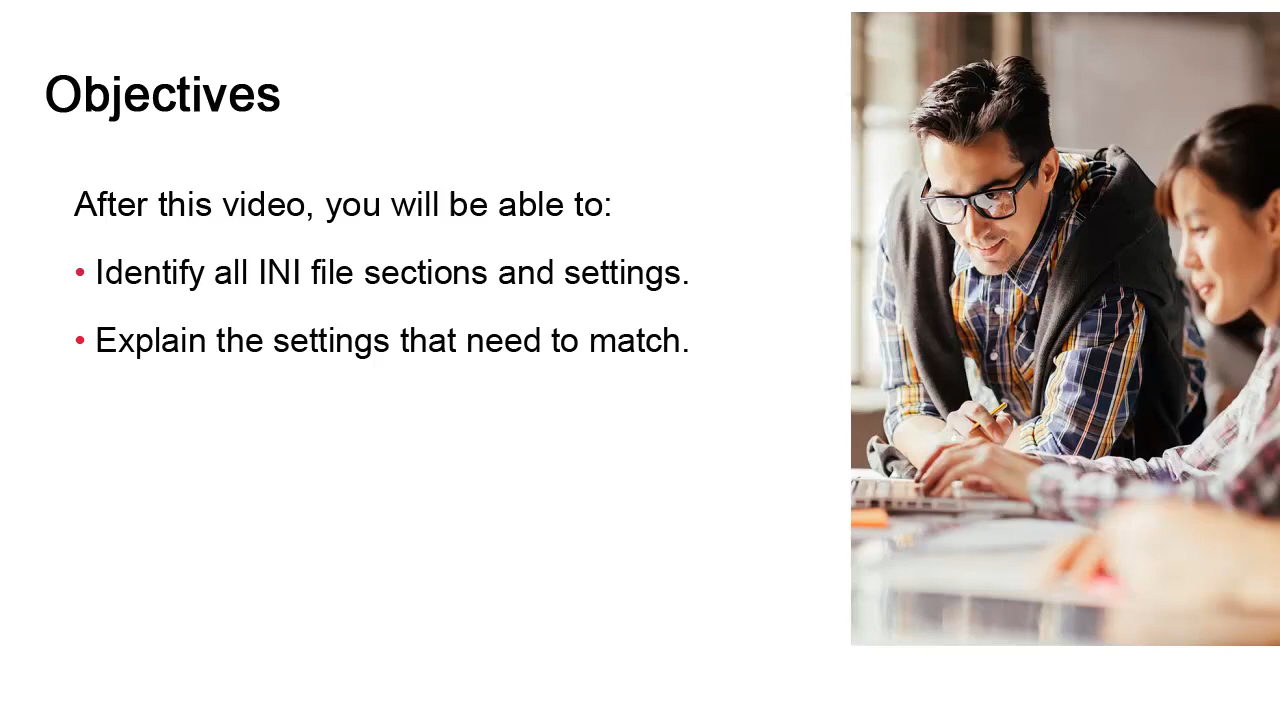 Objectives
After this video, you will be able to:
• Identify all INI file sections and settings.
• Explain the settings that need to match.